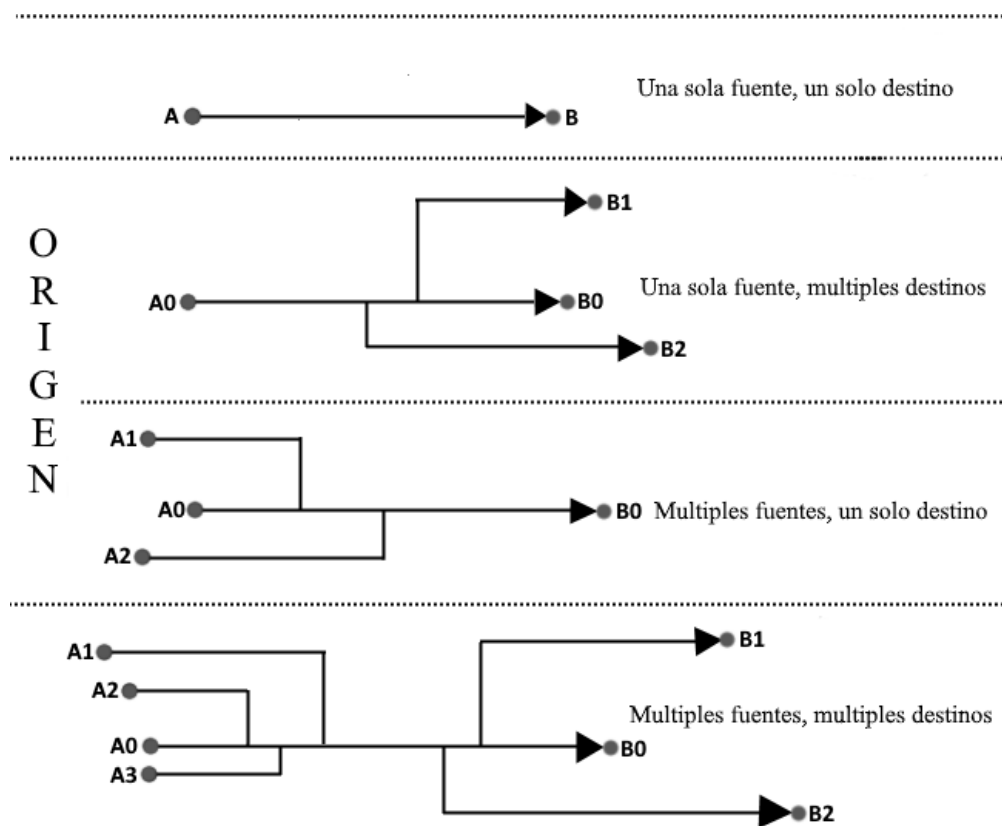 A B Una sola fuente, un solo destino
ORIGEN
B1
A0 B0 Una sola fuente, multiples destinos
B2
A1
A0 B0 Multiples fuentes, un solo destino
A2
A1 B1
A2
Multiples fuentes, multiples destinos
A0 B0
A3
B2